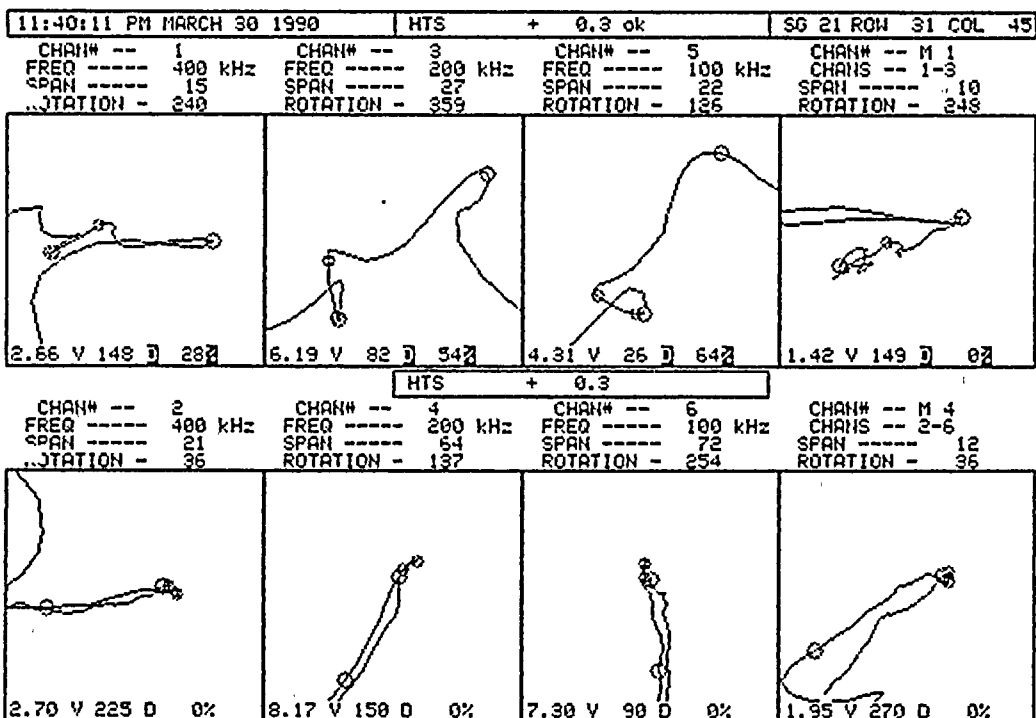 11:40:11 PM MARCH 30 1990 HTS + 0.3 ok SG 21 ROW 31 COL 45
CHAN# -- 1 CHAN# -- 3 CHAN# -- 5 CHAN# -- M 1
FREQ ----- 400 kHz FREQ ----- 200 kHz FREQ ----- 100 kHz CHANS -- 1-3
SPAN ----- 15 SPAN ----- 27 SPAN ----- 22 SPAN ----- 10
OTATION - 240 ROTATION - 359 ROTATION - 126 ROTATION - 248
2.66 V 148 D 28% 6.19 V 82 D 54% 4.31 V 26 D 64% 1.42 V 149 D 0%
HTS + 0.3
CHAN# -- 2 CHAN# -- 4 CHAN# -- 6 CHAN# -- M 4
FREQ ----- 400 kHz FREQ ----- 200 kHz FREQ ----- 100 kHz CHANS -- 2-6
SPAN ----- 21 SPAN ----- 64 SPAN ----- 72 SPAN ----- 12
OTATION - 36 ROTATION - 137 ROTATION - 254 ROTATION - 36
2.70 V 225 D 0% 8.17 V 150 D 0% 7.30 V 90 D 0% 1.95 V 270 D 0%